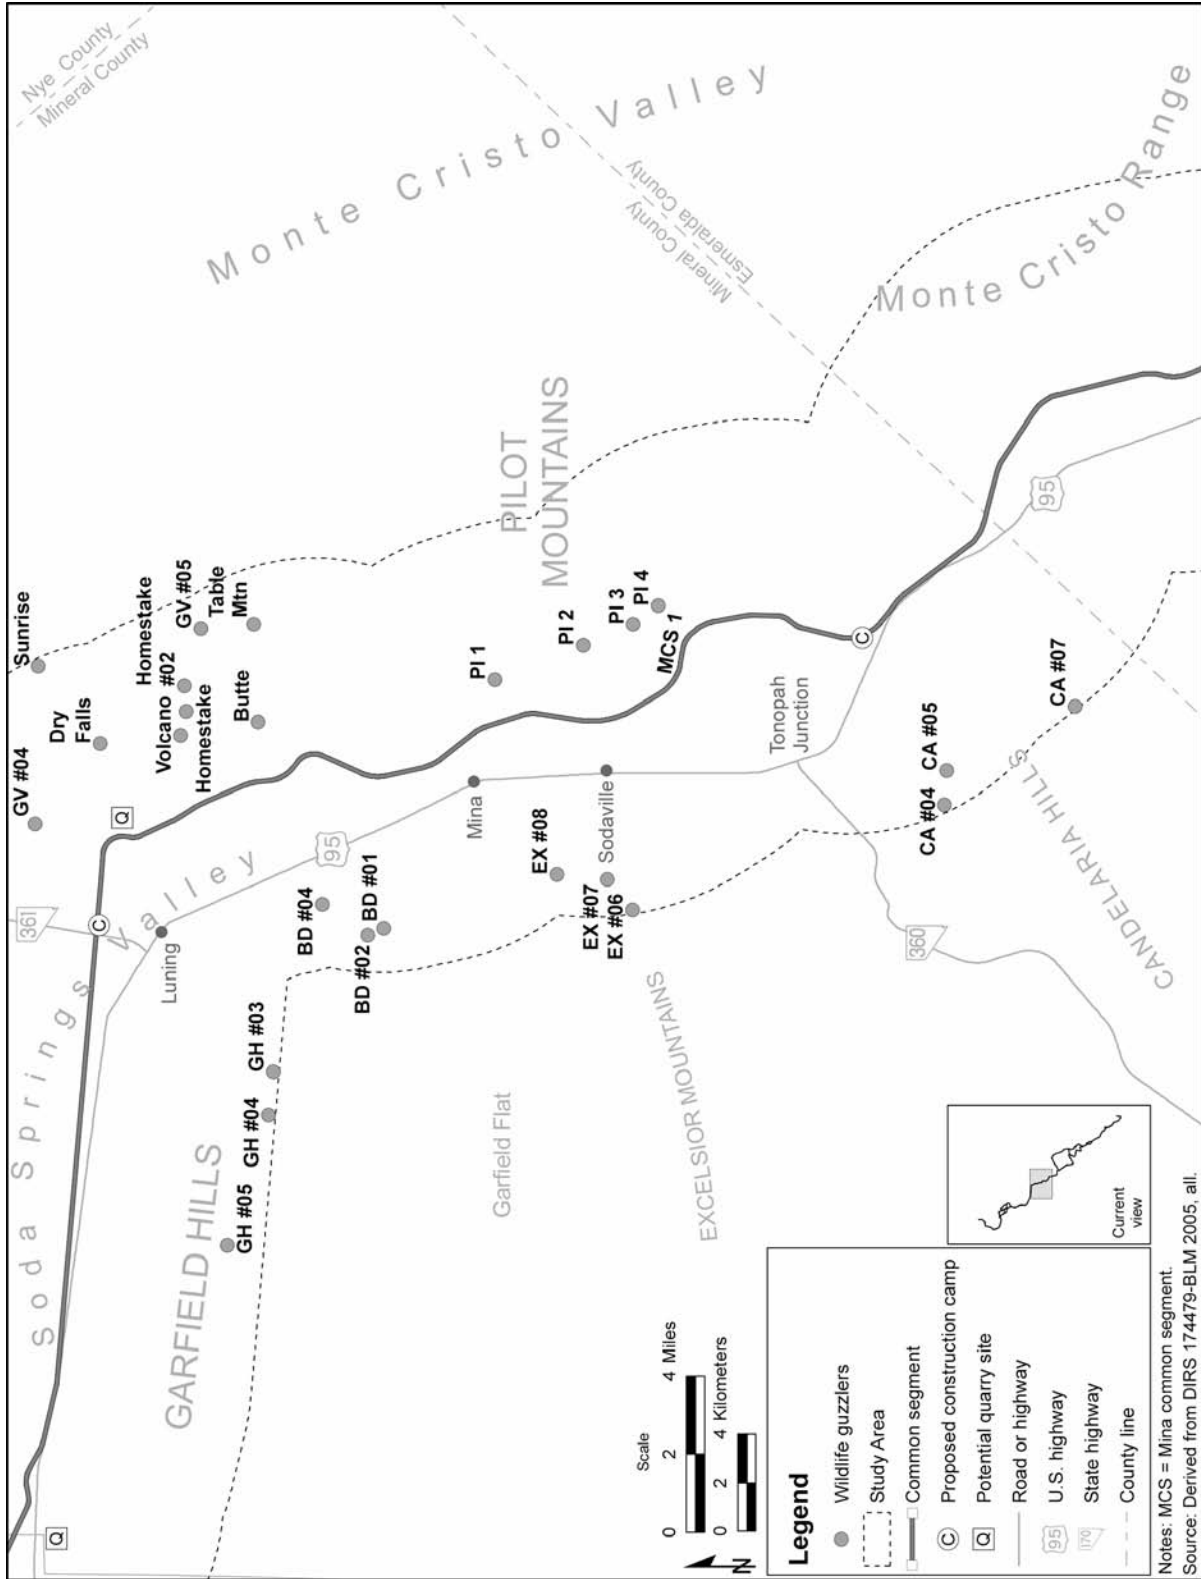 Nye County
Mineral County
Monte Cristo Valley
Mineral County
Esmeralda County
Monte Cristo Range
PILOT
MOUNTAINS
Sunrise
Dry
Falls
GV #04
Homestake
#02
Volcano
Homestake
GV #05
Table
Mtn
Butte
PI 1
PI 2
PI 3
PI 4
MCS 1
Q
C
361
Soda Springs Valley
95
Luning
Mina
Sodaville
Tonopah
Junction
C
95
BD #04
BD #01
BD #02
EX #08
EX #07
EX #06
CA #04
CA #05
CA #07
CANDELARIA HILLS
360
GH #03
GH #04
GH #05
GARFIELD HILLS
Garfield Flat
EXCELSIOR MOUNTAINS
Q
Scale
0 2 4 Miles
0 2 4 Kilometers
N
Legend
Wildlife guzzlers
Study Area
Common segment
C Proposed construction camp
Q Potential quarry site
Road or highway
95 U.S. highway
170 State highway
County line
Current
view
Notes: MCS = Mina common segment.
Source: Derived from DIRS 174479-BLM 2005, all.